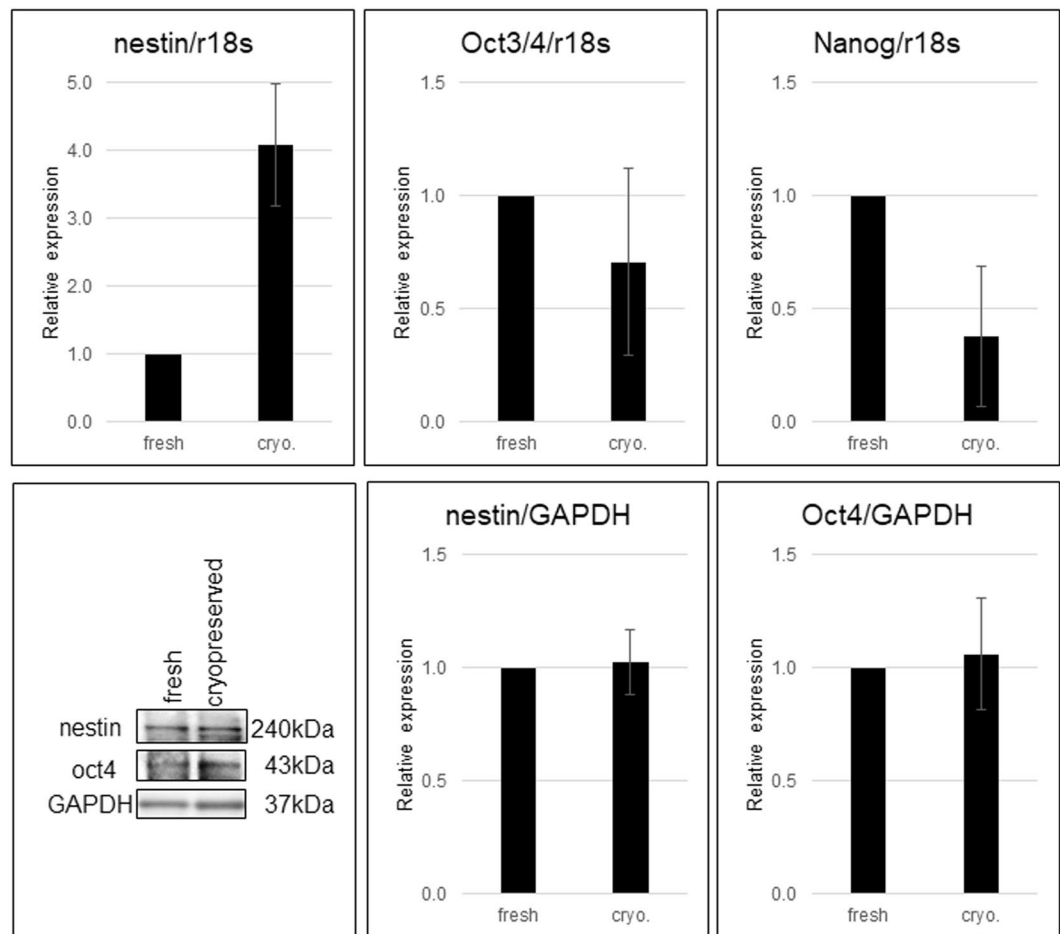 nestin/r18s
5.0
4.0
3.0
2.0
1.0
0.0
Relative expression
fresh cryo.
Oct3/4/r18s
1.5
1.0
0.5
0.0
Relative expression
fresh cryo.
Nanog/r18s
1.5
1.0
0.5
0.0
Relative expression
fresh cryo.
fresh
cryopreserved
nestin 240kDa
oct4 43kDa
GAPDH 37kDa
nestin/GAPDH
1.5
1.0
0.5
0.0
Relative expression
fresh cryo.
Oct4/GAPDH
1.5
1.0
0.5
0.0
Relative expression
fresh cryo.